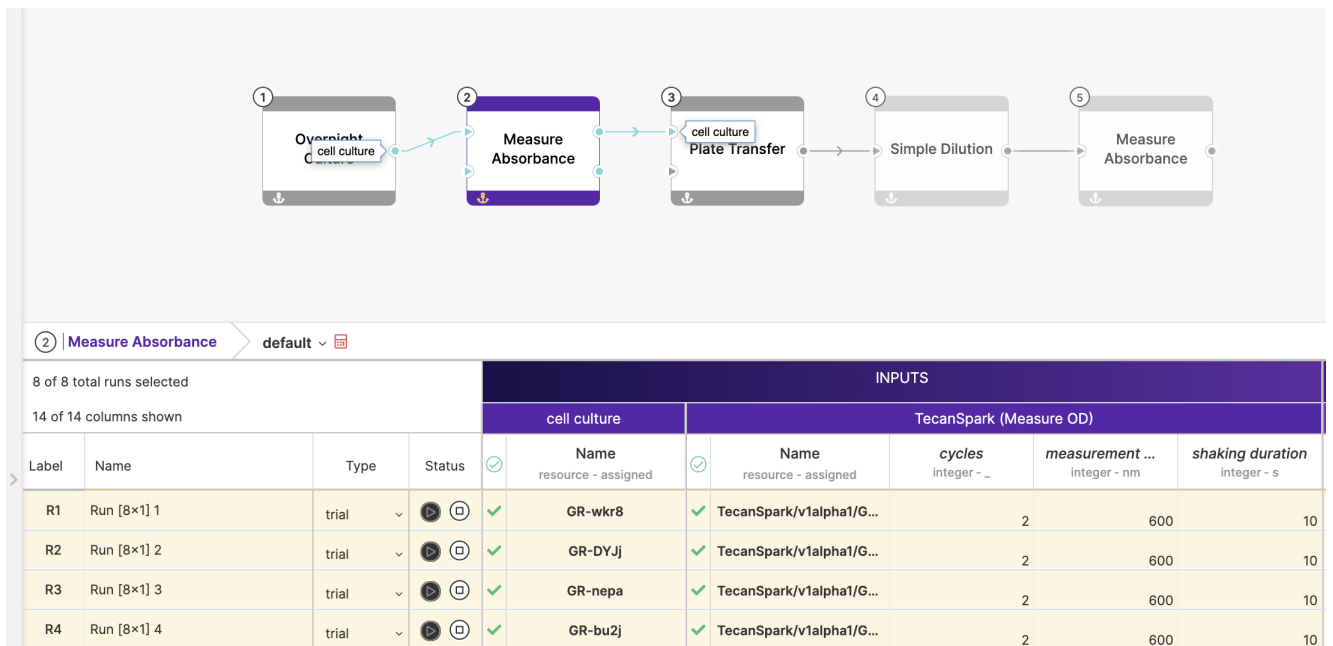 1
2
3
4
5
Overnight
cell culture
Measure
Absorbance
cell culture
Plate Transfer
Simple Dilution
Measure
Absorbance
2 Measure Absorbance default
8 of 8 total runs selected
14 of 14 columns shown
INPUTS
cell culture TecanSpark (Measure OD)
Label Name Type Status Name resource - assigned Name resource - assigned cycles integer - _ measurement ... integer - nm shaking duration integer - s
R1 Run [8×1] 1 trial GR-wkr8 TecanSpark/v1alpha1/G... 2 600 10
R2 Run [8×1] 2 trial GR-DYJj TecanSpark/v1alpha1/G... 2 600 10
R3 Run [8×1] 3 trial GR-nepa TecanSpark/v1alpha1/G... 2 600 10
R4 Run [8×1] 4 trial GR-bu2j TecanSpark/v1alpha1/G... 2 600 10